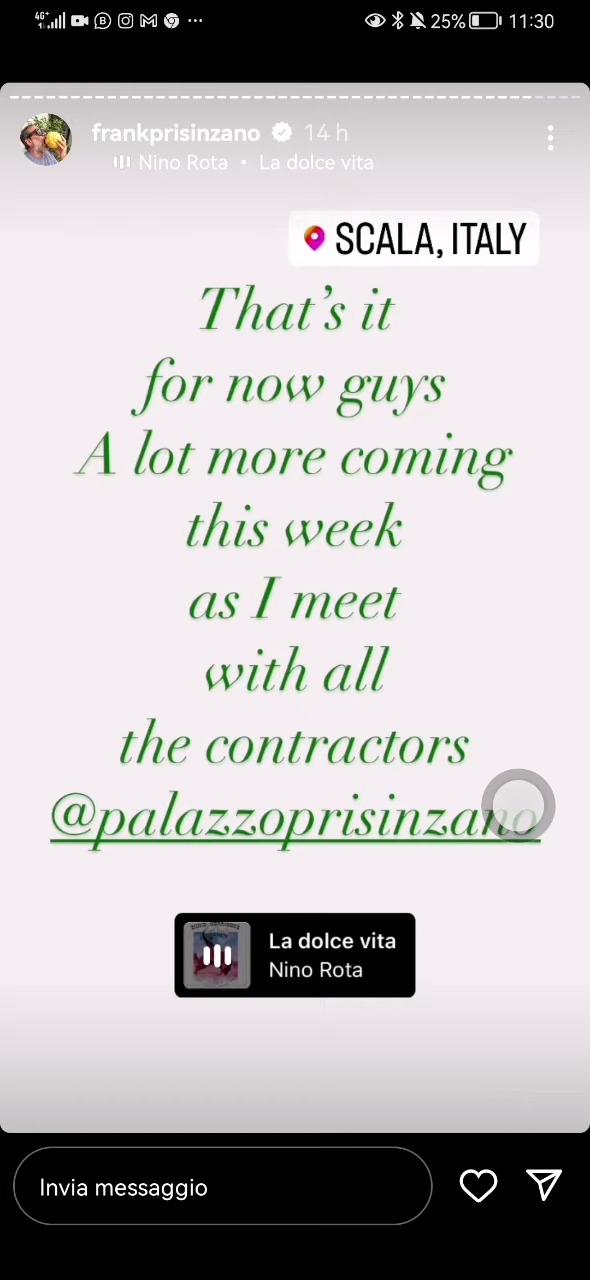 4G+
25%
11:30
frankprisinzano
14 h
Nino Rota • La dolce vita
SCALA, ITALY
That's it
for now guys
A lot more coming
this week
as I meet
with all
the contractors
@palazzoprisinzano
La dolce vita
Nino Rota
Invia messaggio